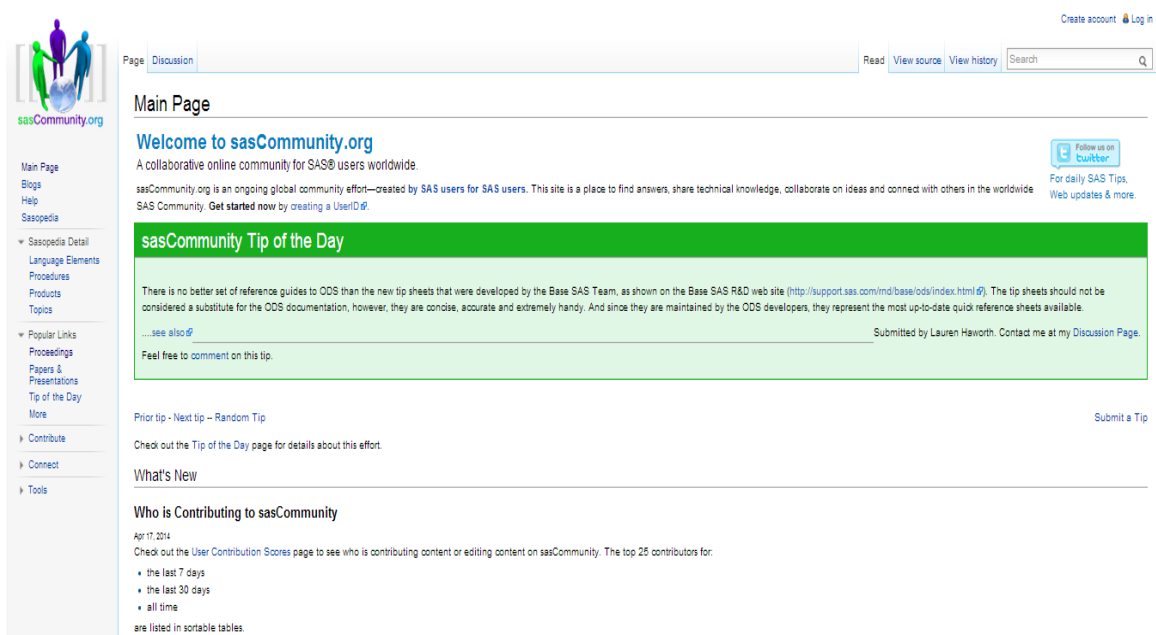 Create account Log in
sasCommunity.org
Page Discussion
Read View source View history Search
Main Page
Blogs
Help
Sasopedia
Sasopedia Detail
Language Elements
Procedures
Products
Topics
Popular Links
Proceedings
Papers &
Presentations
Tip of the Day
More
Contribute
Connect
Tools
Main Page
Welcome to sasCommunity.org
A collaborative online community for SAS® users worldwide.
sasCommunity.org is an ongoing global community effort—created by SAS users for SAS users. This site is a place to find answers, share technical knowledge, collaborate on ideas and connect with others in the worldwide
SAS Community. Get started now by creating a UserID.
Follow us on
twitter
For daily SAS Tips,
Web updates & more.
sasCommunity Tip of the Day
There is no better set of reference guides to ODS than the new tip sheets that were developed by the Base SAS Team, as shown on the Base SAS R&D web site (http://support.sas.com/rnd/base/ods/index.html). The tip sheets should not be
considered a substitute for the ODS documentation, however, they are concise, accurate and extremely handy. And since they are maintained by the ODS developers, they represent the most up-to-date quick reference sheets available.
....see also
Submitted by Lauren Haworth. Contact me at my Discussion Page.
Feel free to comment on this tip.
Prior tip - Next tip -- Random Tip
Submit a Tip
Check out the Tip of the Day page for details about this effort.
What's New
Who is Contributing to sasCommunity
Apr 17, 2014
Check out the User Contribution Scores page to see who is contributing content or editing content on sasCommunity. The top 25 contributors for:
• the last 7 days
• the last 30 days
• all time
are listed in sortable tables.